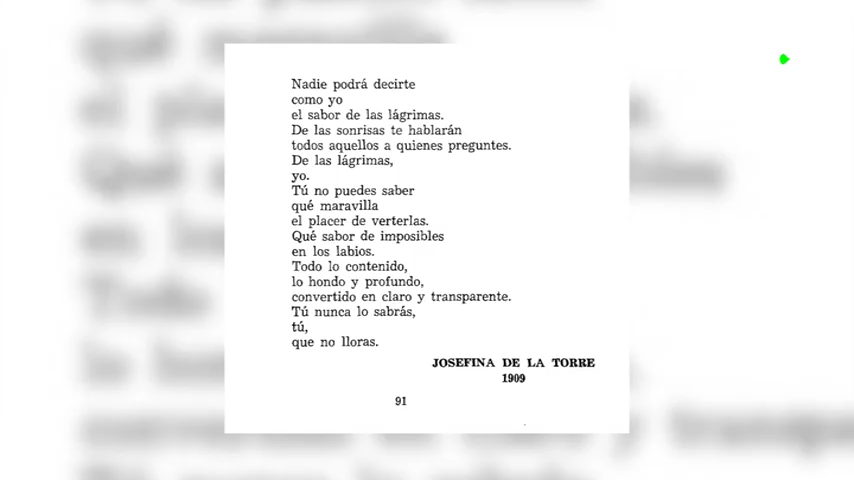 Nadie podrá decirte
como yo
el sabor de las lágrimas.
De las sonrisas te hablarán
todos aquellos a quienes preguntes.
De las lágrimas,
yo.
Tú no puedes saber
qué maravilla
el placer de verterlas.
Qué sabor de imposibles
en los labios.
Todo lo contenido,
lo hondo y profundo,
convertido en claro y transparente.
Tú nunca lo sabrás,
tú,
que no lloras.
JOSEFINA DE LA TORRE
1909
91